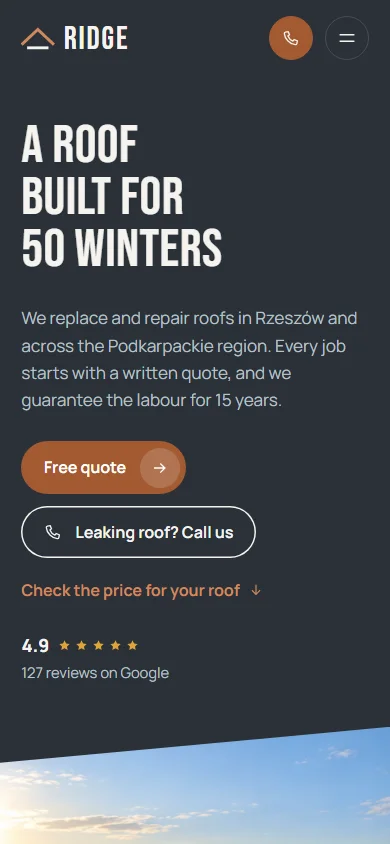 RIDGE
A ROOF
BUILT FOR
50 WINTERS
We replace and repair roofs in Rzeszów and
across the Podkarpackie region. Every job
starts with a written quote, and we
guarantee the labour for 15 years.
Free quote
Leaking roof? Call us
Check the price for your roof
4.9
127 reviews on Google